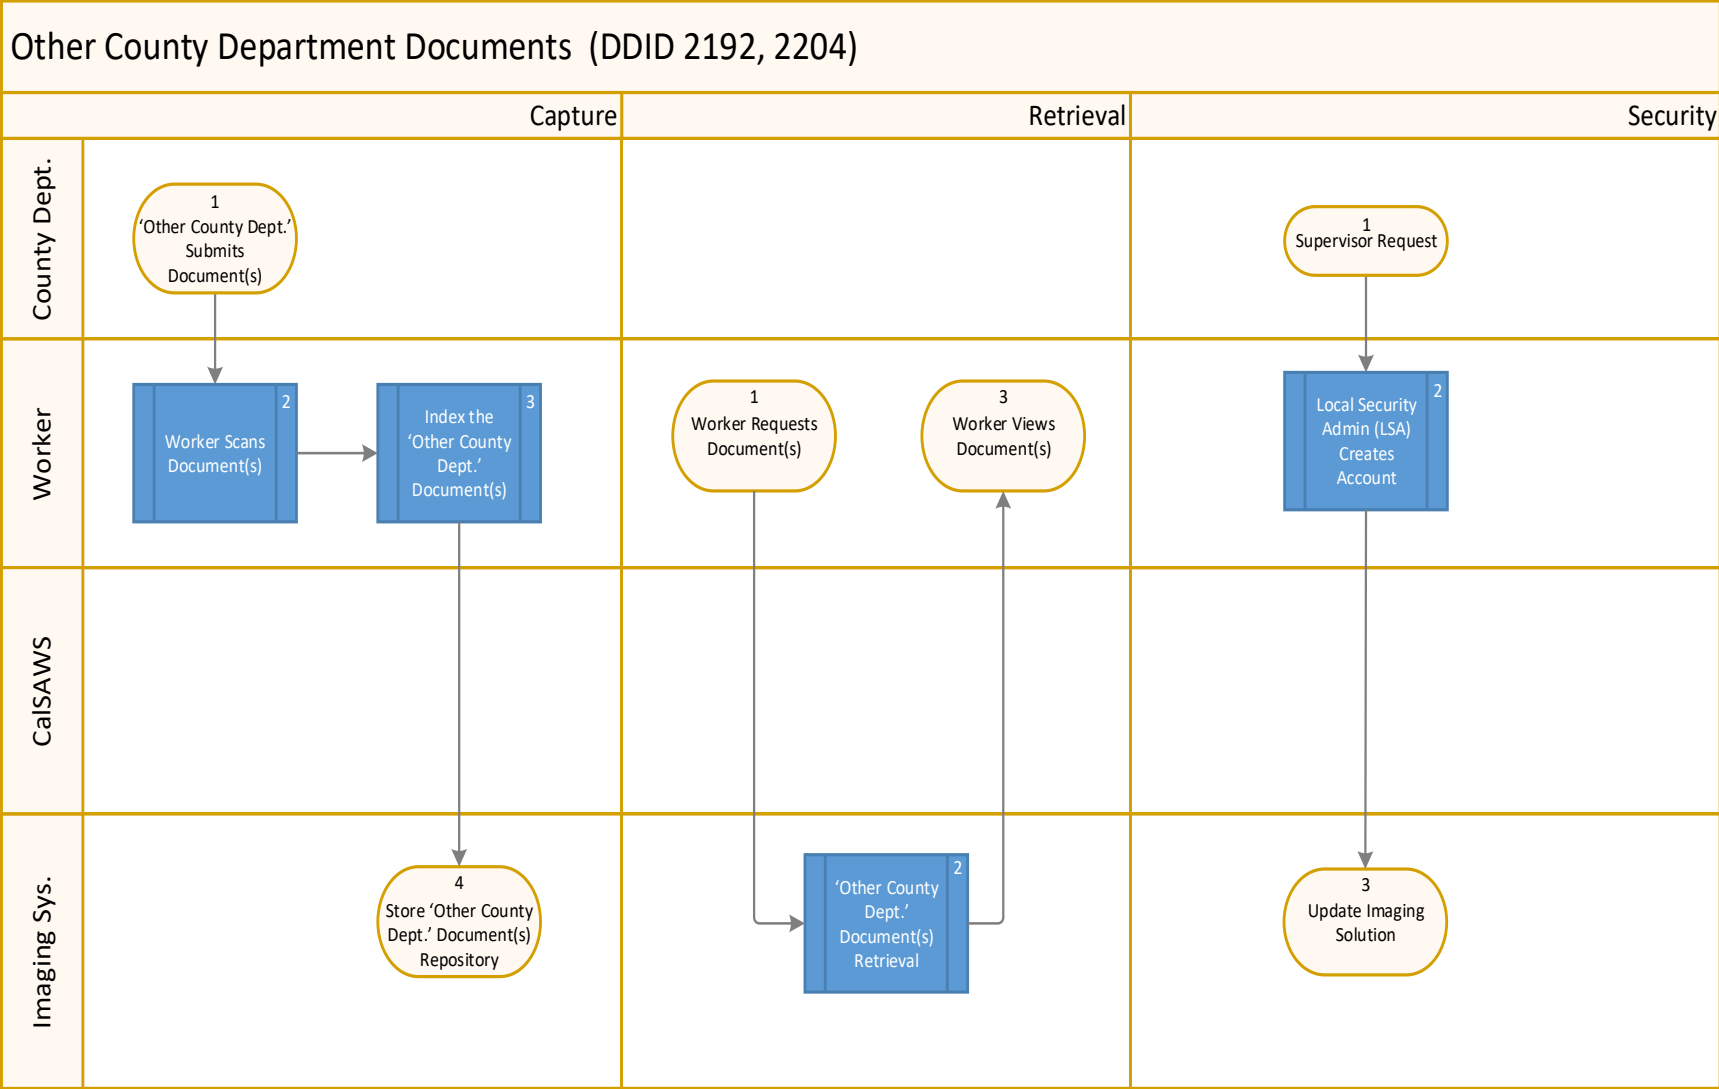 Other County Department Documents  (DDID 2192, 2204)
Capture
Retrieval
Security
County Dept.
1
‘Other County Dept.’
Submits
Document(s)
1
Supervisor Request
Worker
2
Worker Scans
Document(s)
3
Index the
‘Other County
Dept.’
Document(s)
1
Worker Requests
Document(s)
3
Worker Views
Document(s)
2
Local Security
Admin (LSA)
Creates
Account
CalSAWS
Imaging Sys.
4
Store ‘Other County
Dept.’ Document(s)
Repository
2
‘Other County
Dept.’
Document(s)
Retrieval
3
Update Imaging
Solution